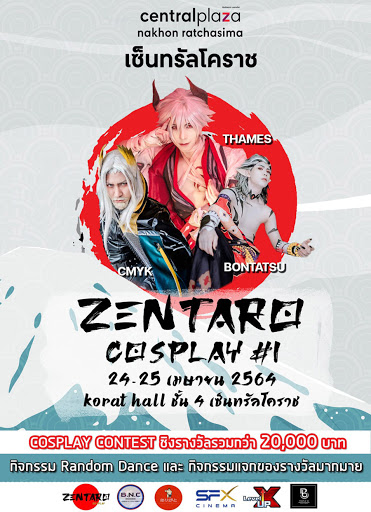 centralplaza
nakhon ratchasima
เซ็นทรัลโคราช
THAMES
CMYK
BONTATSU
ZENTARO
COSPLAY #1
24-25 เมษายน 2564
korat hall ชั้น 4 เซ็นทรัลโคราช
COSPLAY CONTEST ชิงรางวัลรวมกว่า 20,000 บาท
กิจกรรม Random Dance และ กิจกรรมแจกของรางวัลมากมาย
ZENTARO
B.N.C
SFX
CINEMA